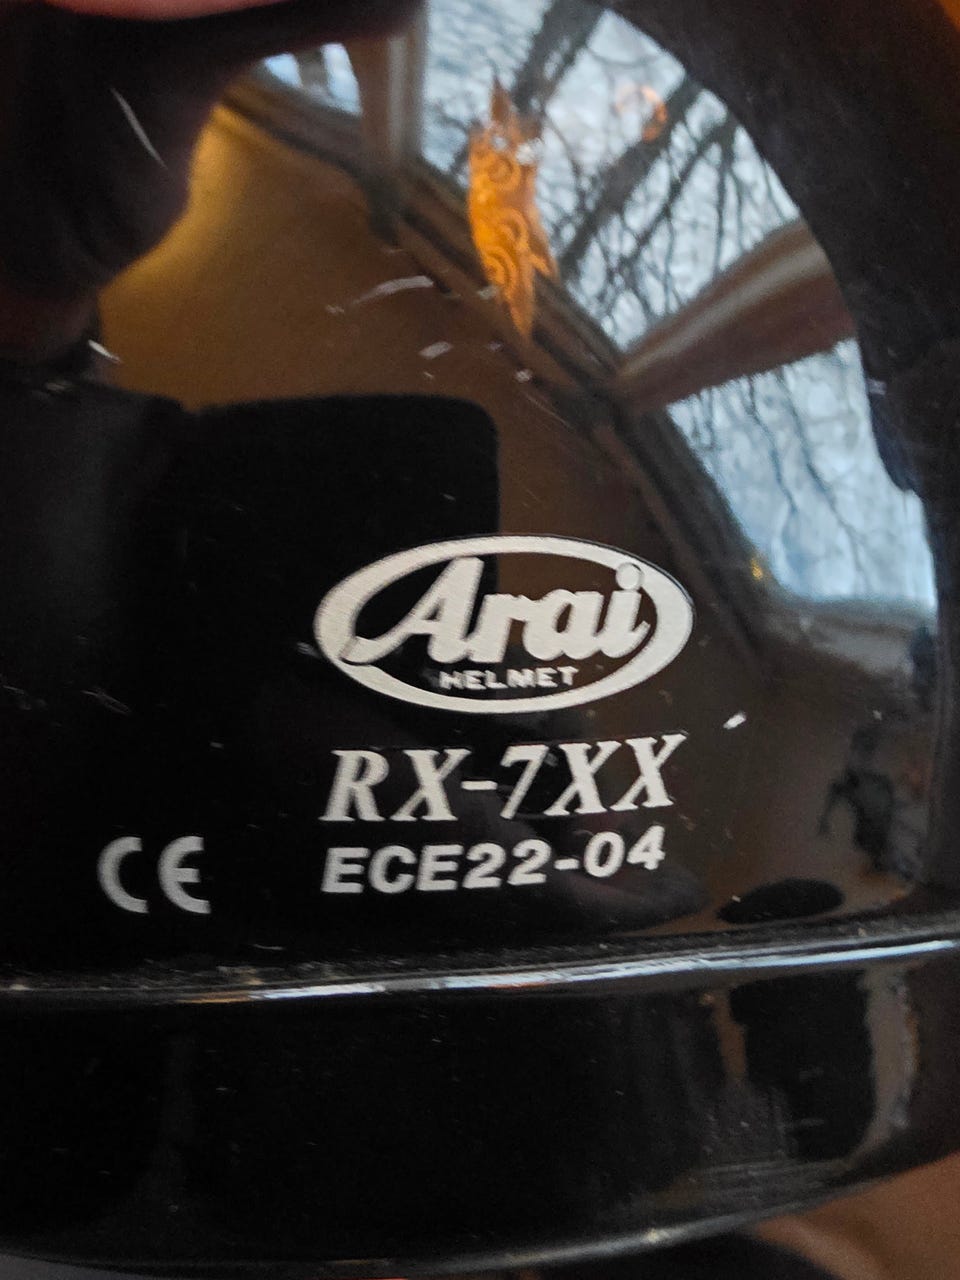 Arai
HELMET
RX-7XX
CE ECE22-04